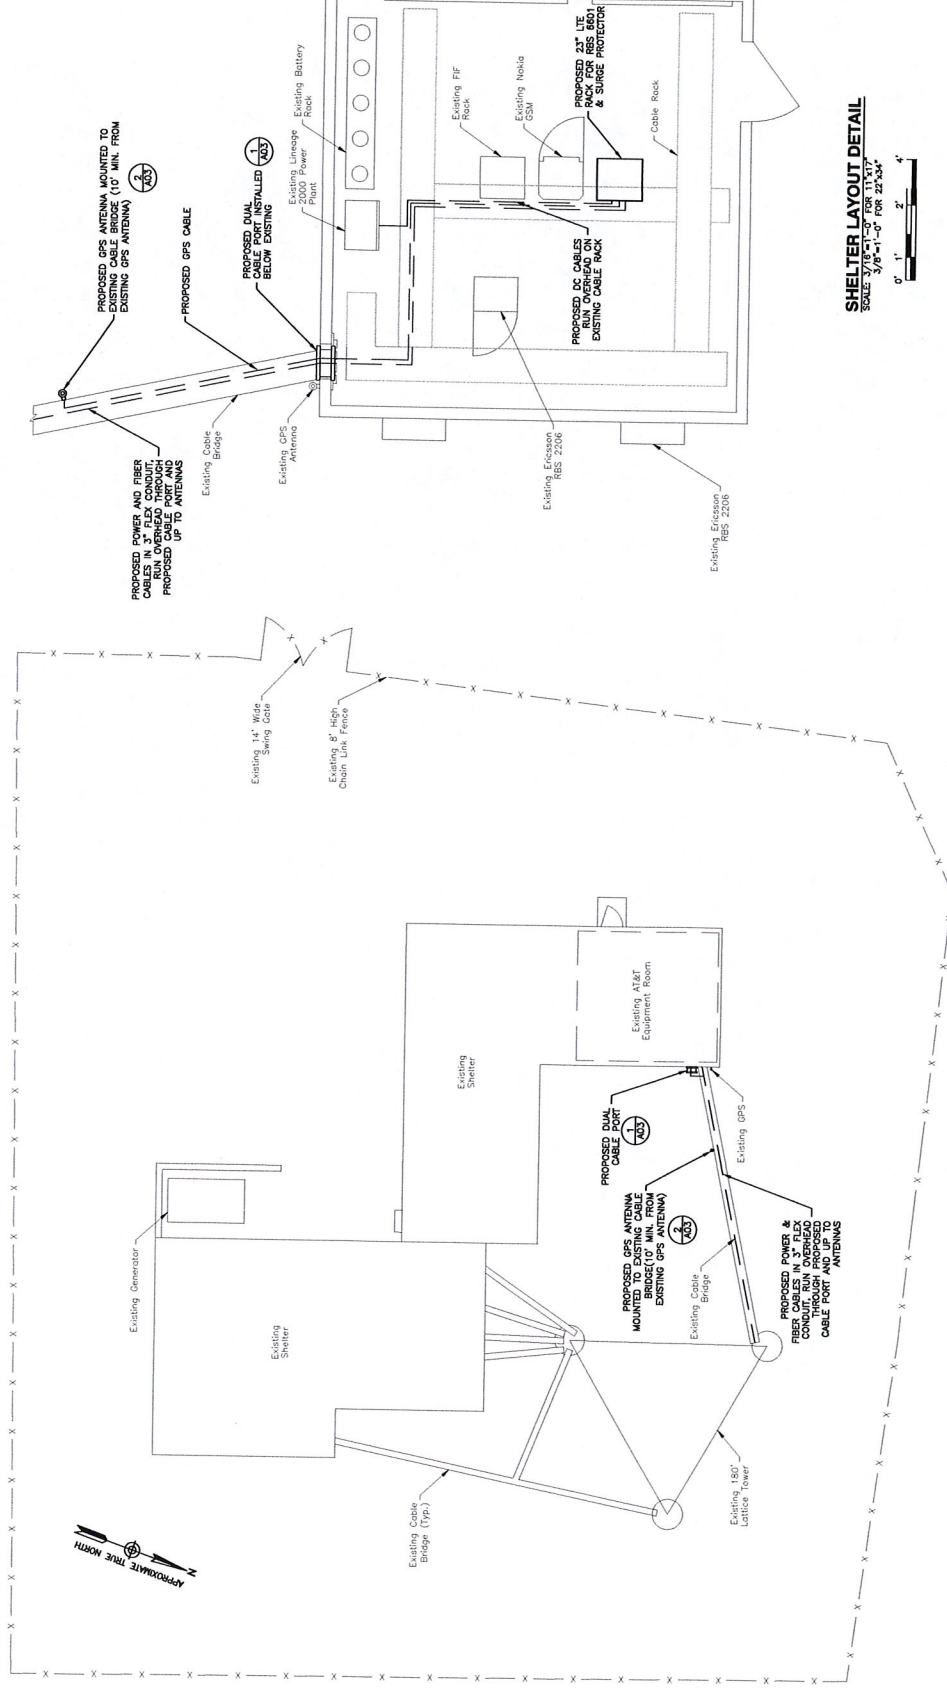 PROPOSED GPS ANTENNA MOUNTED TO
EXISTING CABLE BRIDGE (10' MIN. FROM
EXISTING GPS ANTENNA)
2
A03
PROPOSED GPS CABLE
PROPOSED DUAL
CABLE PORT INSTALLED
BELOW EXISTING
1
A03
Existing Lineage
2000 Power
Plant
Existing Battery
Rack
PROPOSED POWER AND FIBER
CABLES IN 3" FLEX CONDUIT,
RUN OVERHEAD THROUGH
PROPOSED CABLE PORT AND
UP TO ANTENNAS
Existing Cable
Bridge
Existing GPS
Antenna
Existing FIF
Rack
Existing Nokia
GSM
PROPOSED 23" LTE
RACK FOR RBS 6601
& SURGE PROTECTOR
Cable Rack
PROPOSED DC CABLES
RUN OVERHEAD ON
EXISTING CABLE RACK
Existing Ericsson
RBS 2206
Existing Ericsson
RBS 2206
SHELTER LAYOUT DETAIL
SCALE: 3/16"=1'-0" FOR 11"x17"
3/8"=1'-0" FOR 22"x34"
0' 1' 2' 4'
Existing 14' Wide
Swing Gate
Existing 8' High
Chain Link Fence
Existing Generator
Existing
Shelter
Existing
Shelter
Existing AT&T
Equipment Room
PROPOSED DUAL
CABLE PORT
1
A03
PROPOSED GPS ANTENNA
MOUNTED TO EXISTING CABLE
BRIDGE(10' MIN. FROM
EXISTING GPS ANTENNA)
2
A03
Existing GPS
Existing Cable
Bridge
PROPOSED POWER &
FIBER CABLES IN 3" FLEX
CONDUIT, RUN OVERHEAD
THROUGH PROPOSED
CABLE PORT AND UP TO
ANTENNAS
Existing Cable
Bridge (Typ.)
Existing 180'
Lattice Tower
APPROXIMATE TRUE NORTH
N